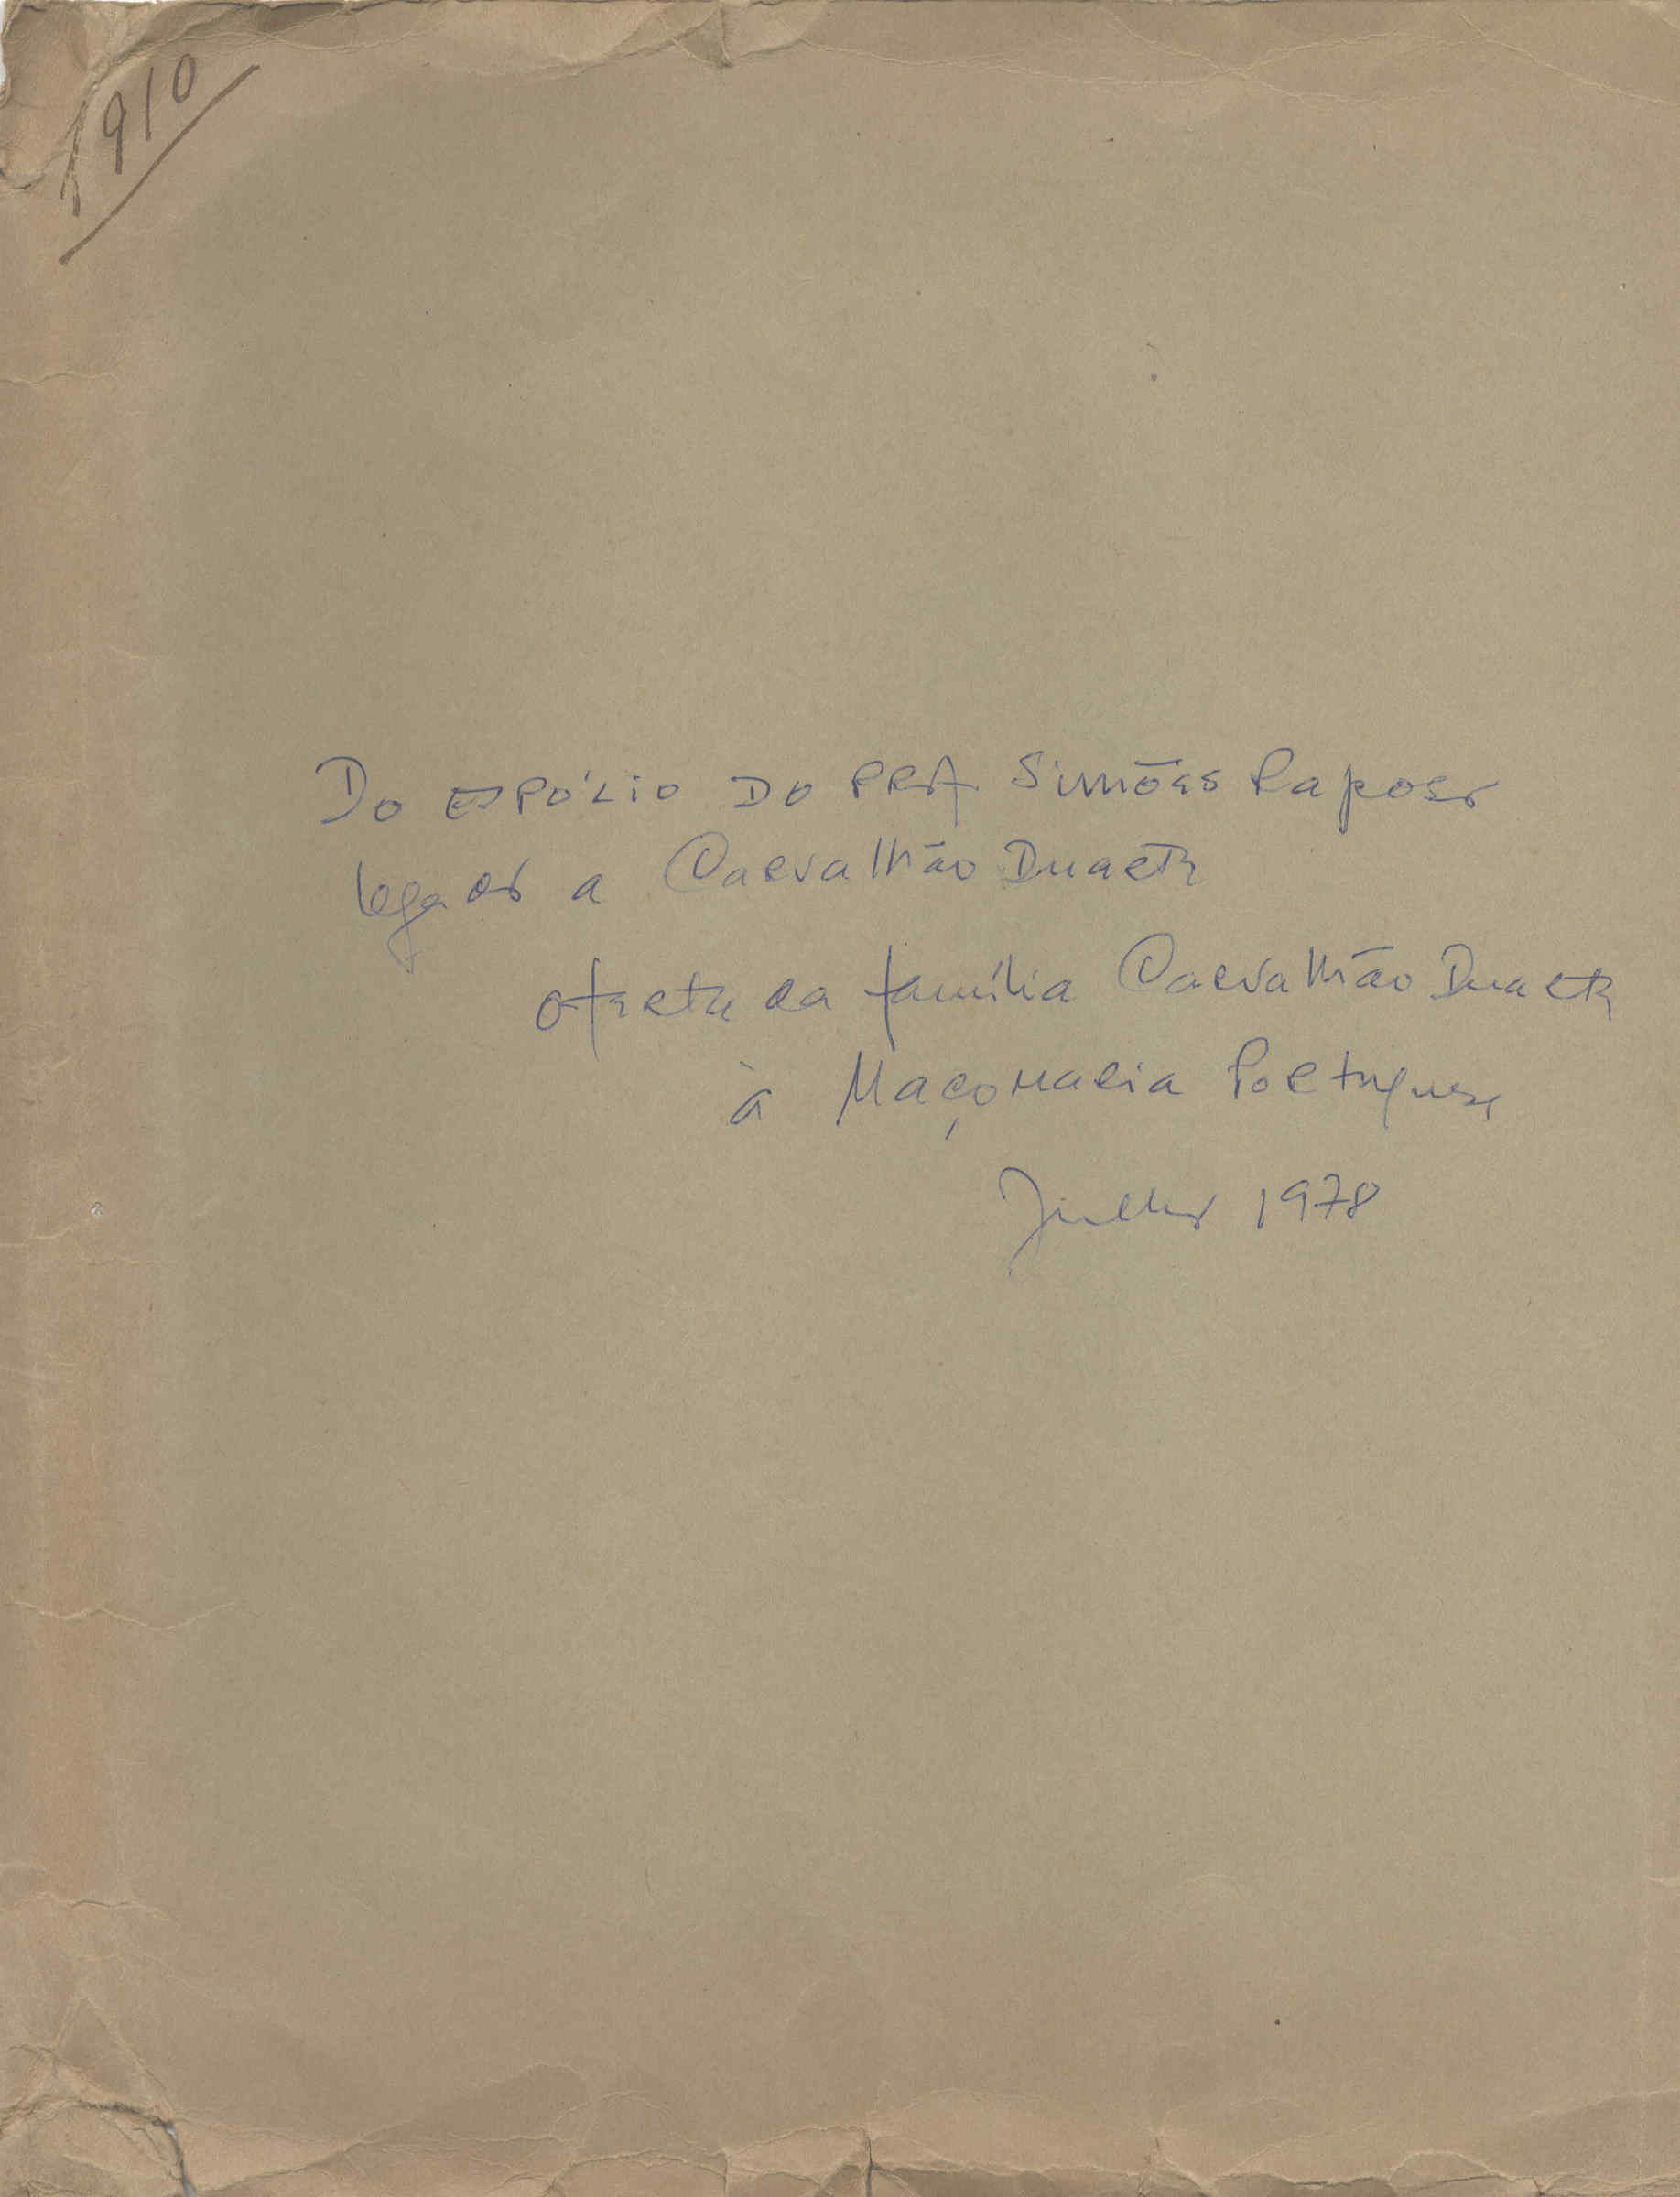 1910
Do ESPÓLIO DO PROF. Simões Raposo
legado a Carvalhão Duarte
oferta da família Carvalhão Duarte
à Maçonaria Portuguesa
Julho 1978